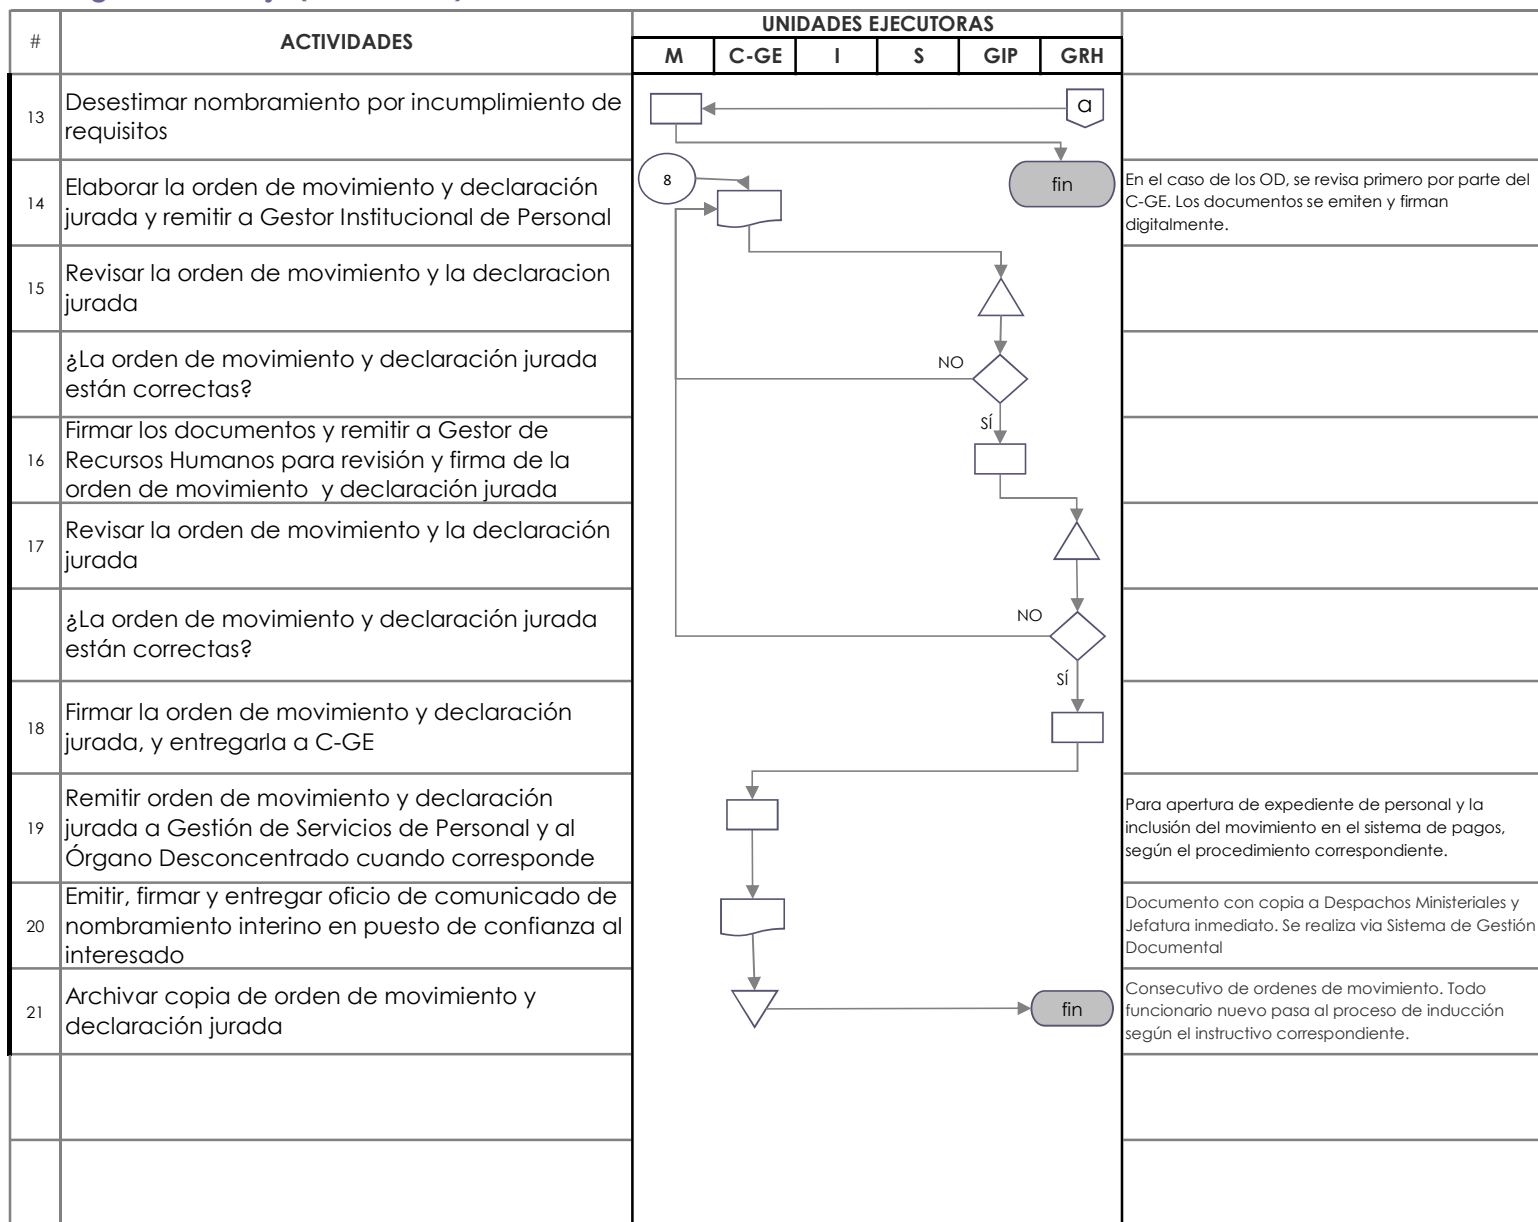 #
ACTIVIDADES
UNIDADES EJECUTORAS
M C-GE I S GIP GRH
13
Desestimar nombramiento por incumplimiento de
requisitos
a
fin
14
Elaborar la orden de movimiento y declaración
jurada y remitir a Gestor Institucional de Personal
8
En el caso de los OD, se revisa primero por parte del
C-GE. Los documentos se emiten y firman
digitalmente.
15
Revisar la orden de movimiento y la declaracion
jurada
¿La orden de movimiento y declaración jurada
están correctas?
NO
SÍ
16
Firmar los documentos y remitir a Gestor de
Recursos Humanos para revisión y firma de la
orden de movimiento y declaración jurada
17
Revisar la orden de movimiento y la declaración
jurada
¿La orden de movimiento y declaración jurada
están correctas?
NO
SÍ
18
Firmar la orden de movimiento y declaración
jurada, y entregarla a C-GE
19
Remitir orden de movimiento y declaración
jurada a Gestión de Servicios de Personal y al
Órgano Desconcentrado cuando corresponde
Para apertura de expediente de personal y la
inclusión del movimiento en el sistema de pagos,
según el procedimiento correspondiente.
20
Emitir, firmar y entregar oficio de comunicado de
nombramiento interino en puesto de confianza al
interesado
Documento con copia a Despachos Ministeriales y
Jefatura inmediato. Se realiza via Sistema de Gestión
Documental
21
Archivar copia de orden de movimiento y
declaración jurada
fin
Consecutivo de ordenes de movimiento. Todo
funcionario nuevo pasa al proceso de inducción
según el instructivo correspondiente.